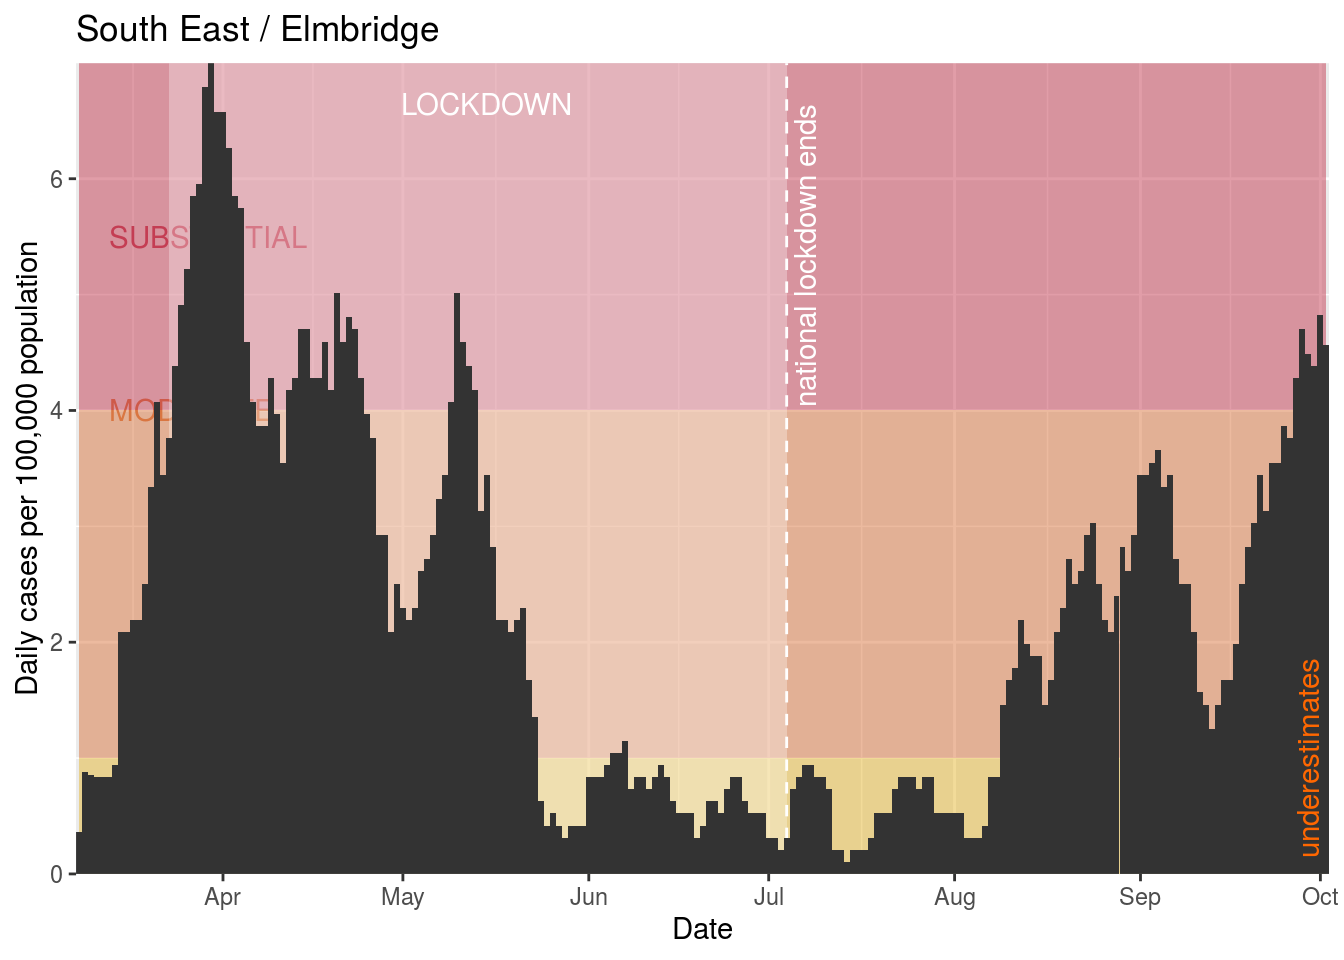 South East / Elmbridge
LOCKDOWN
national lockdown ends
underestimates
Daily cases per 100,000 population
6
4
2
0
Apr
May
Jun
Jul
Aug
Sep
Oct
Date